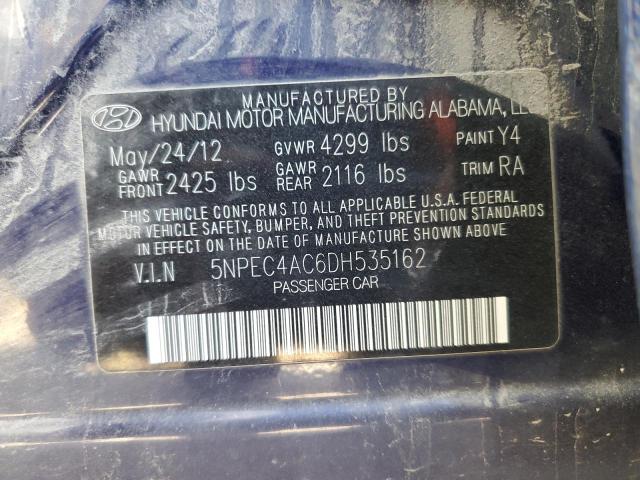 MANUFACTURED BY
HYUNDAI MOTOR MANUFACTURING ALABAMA, LL
May/24/12 GVWR 4299 lbs PAINT Y4
GAWR FRONT 2425 lbs GAWR REAR 2116 lbs TRIM RA
THIS VEHICLE CONFORMS TO ALL APPLICABLE U.S.A. FEDERAL
MOTOR VEHICLE SAFETY, BUMPER, AND THEFT PREVENTION STANDARDS
IN EFFECT ON THE DATE OF MANUFACTURE SHOWN ABOVE
V.I.N 5NPEC4AC6DH535162
PASSENGER CAR